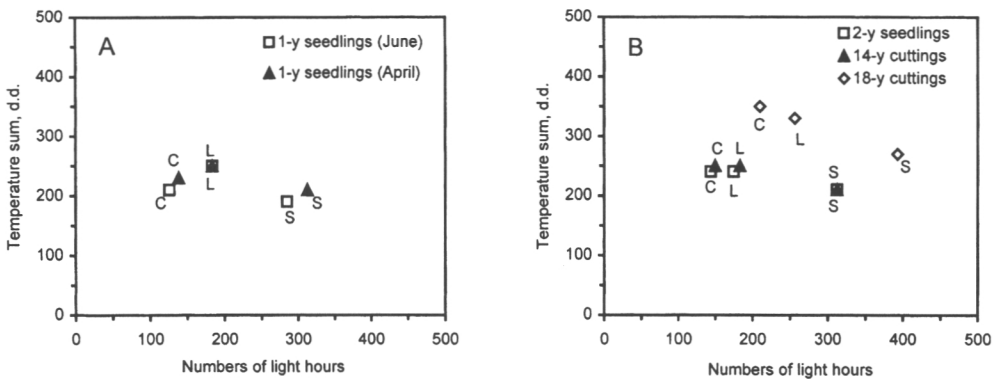 500
A
1-y seedlings (June)
1-y seedlings (April)
400
300
200
100
0
L
C
L
C
S
S
0 100 200 300 400 500
Temperature sum, d.d.
Numbers of light hours
500
B
2-y seedlings
14-y cuttings
18-y cuttings
400
300
200
100
0
C
L
C L
S
S
C L
S
0 100 200 300 400 500
Temperature sum, d.d.
Numbers of light hours